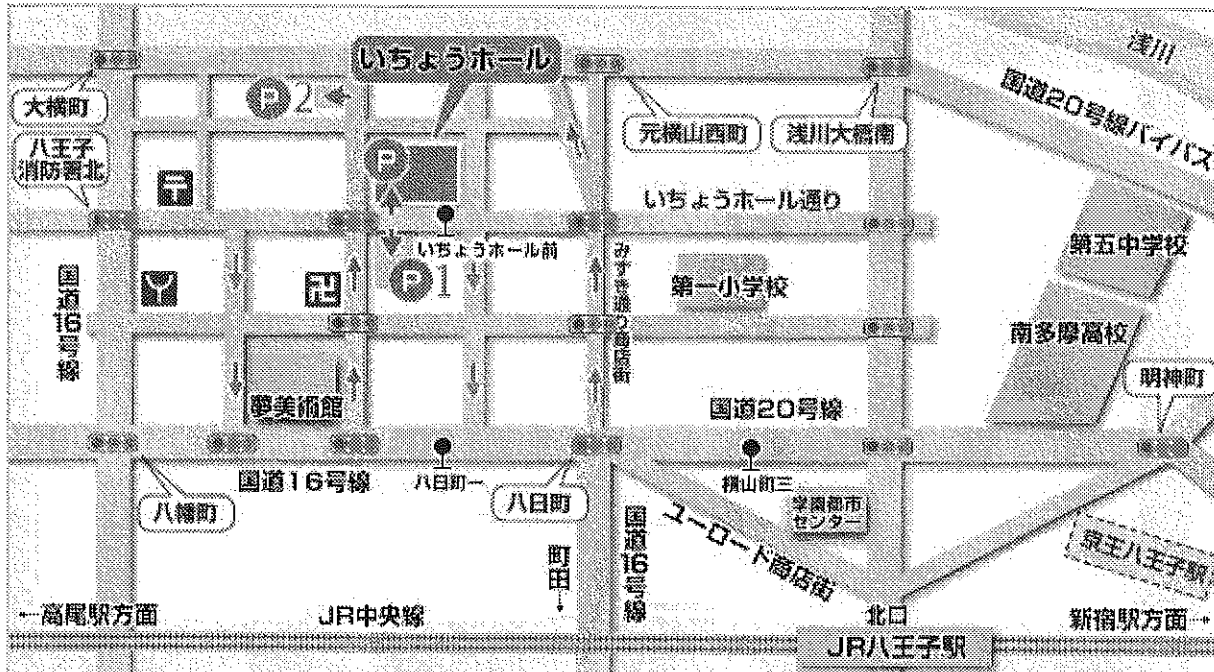 いちょうホール
浅川
国道20号線バイパス
P2
大横町
元横山西町
浅川大橋南
八王子
消防署北
P
〒
いちょうホール通り
いちょうホール前
第五中学校
国道16号線
卍
P1
みずき通り商店街
第一小学校
南多摩高校
明神町
夢美術館
国道20号線
国道16号線
八日町一
横山町三
八幡町
八日町
学園都市
センター
国道16号線
ユーロード商店街
京王八王子駅
町田
←高尾駅方面
JR中央線
北口
新宿駅方面→
JR八王子駅